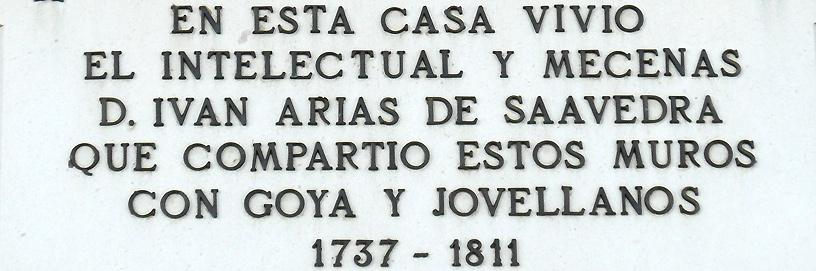 EN ESTA CASA VIVIO
EL INTELECTUAL Y MECENAS
D. IVAN ARIAS DE SAAVEDRA
QUE COMPARTIO ESTOS MUROS
CON GOYA Y JOVELLANOS
1737 - 1811